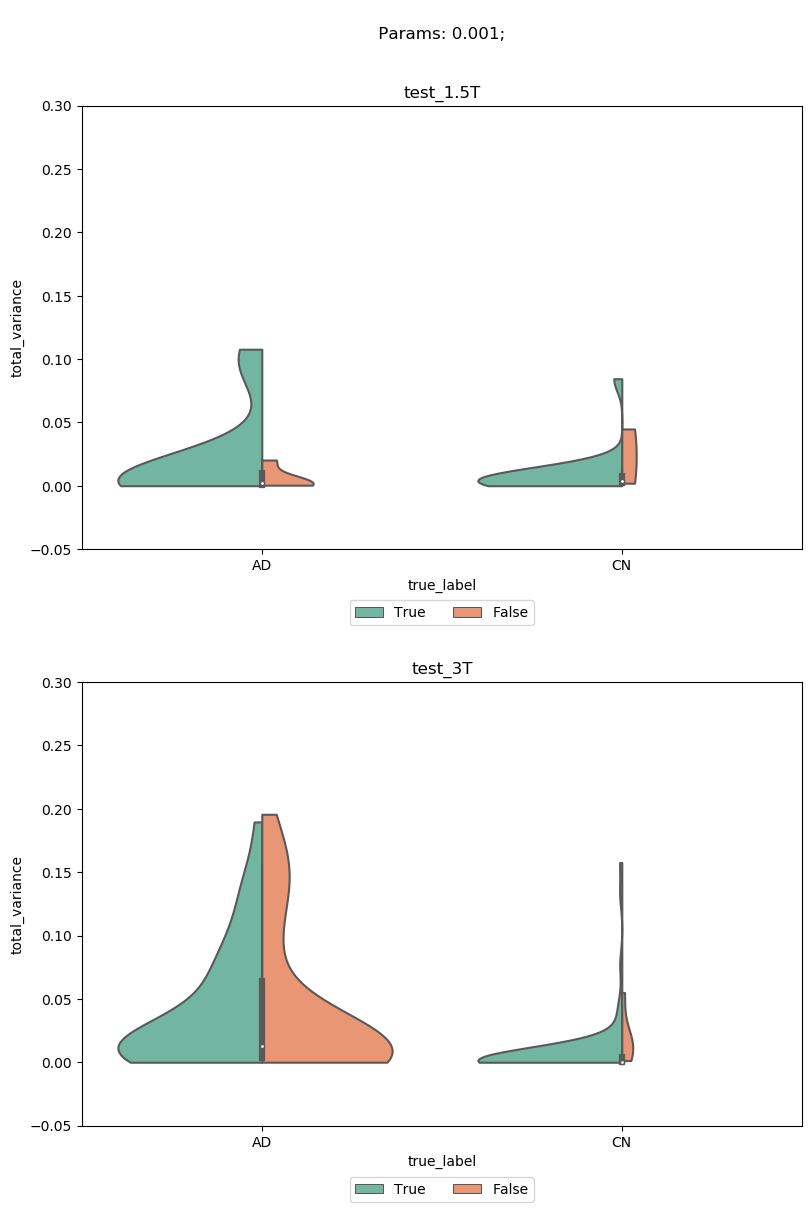 Params: 0.001;
test_1.5T
0.30
0.25
0.20
0.15
0.10
0.05
0.00
−0.05
total_variance
AD CN
true_label
True False
test_3T
0.30
0.25
0.20
0.15
0.10
0.05
0.00
−0.05
total_variance
AD CN
true_label
True False